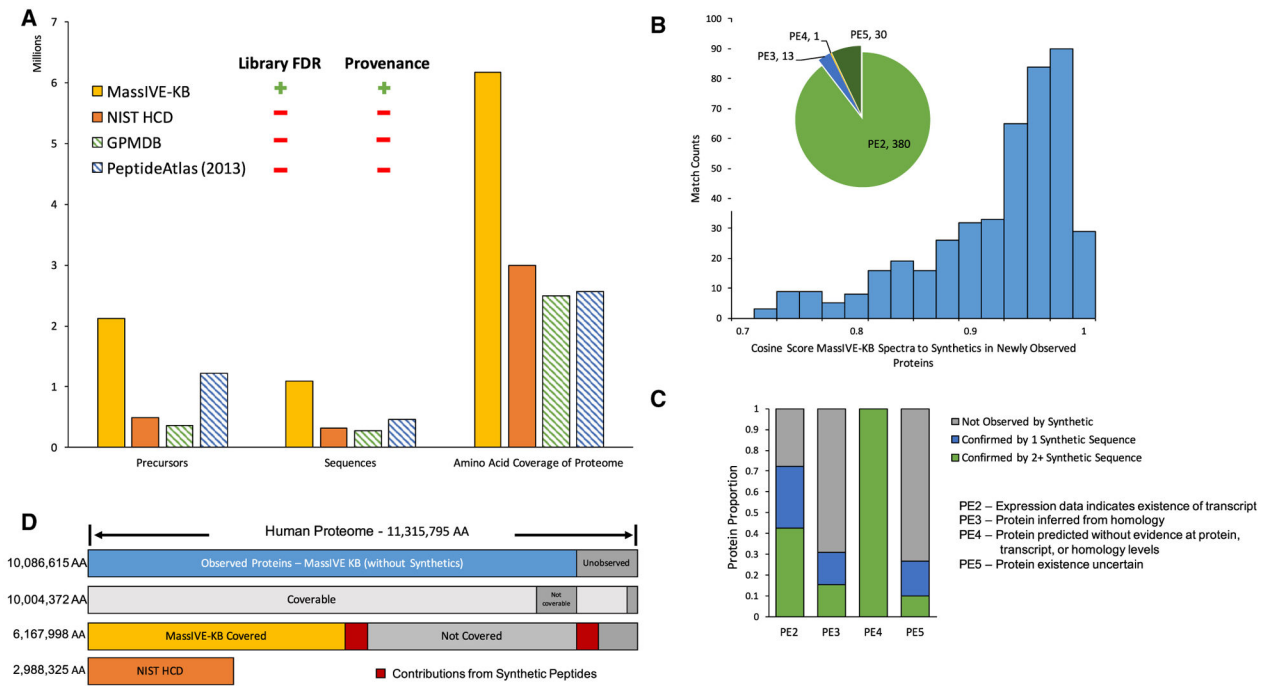 A
Millions
7
6
5
4
3
2
1
0
Library FDR Provenance
MassIVE-KB + +
NIST HCD − −
GPMDB − −
PeptideAtlas (2013) − −
Precursors Sequences Amino Acid Coverage of Proteome
B
Match Counts
100
90
80
70
60
50
40
30
20
10
0
PE4, 1
PE5, 30
PE3, 13
PE2, 380
0.7 0.8 0.9 1
Cosine Score MassIVE-KB Spectra to Synthetics in Newly Observed
Proteins
C
Protein Proportion
1
0.9
0.8
0.7
0.6
0.5
0.4
0.3
0.2
0.1
0
PE2 PE3 PE4 PE5
Not Observed by Synthetic
Confirmed by 1 Synthetic Sequence
Confirmed by 2+ Synthetic Sequence
PE2 – Expression data indicates existence of transcript
PE3 – Protein inferred from homology
PE4 – Protein predicted without evidence at protein,
transcript, or homology levels
PE5 – Protein existence uncertain
D
Human Proteome - 11,315,795 AA
10,086,615 AA Observed Proteins – MassIVE KB (without Synthetics) Unobserved
10,004,372 AA Coverable Not
coverable
6,167,998 AA MassIVE-KB Covered Not Covered
2,988,325 AA NIST HCD
Contributions from Synthetic Peptides